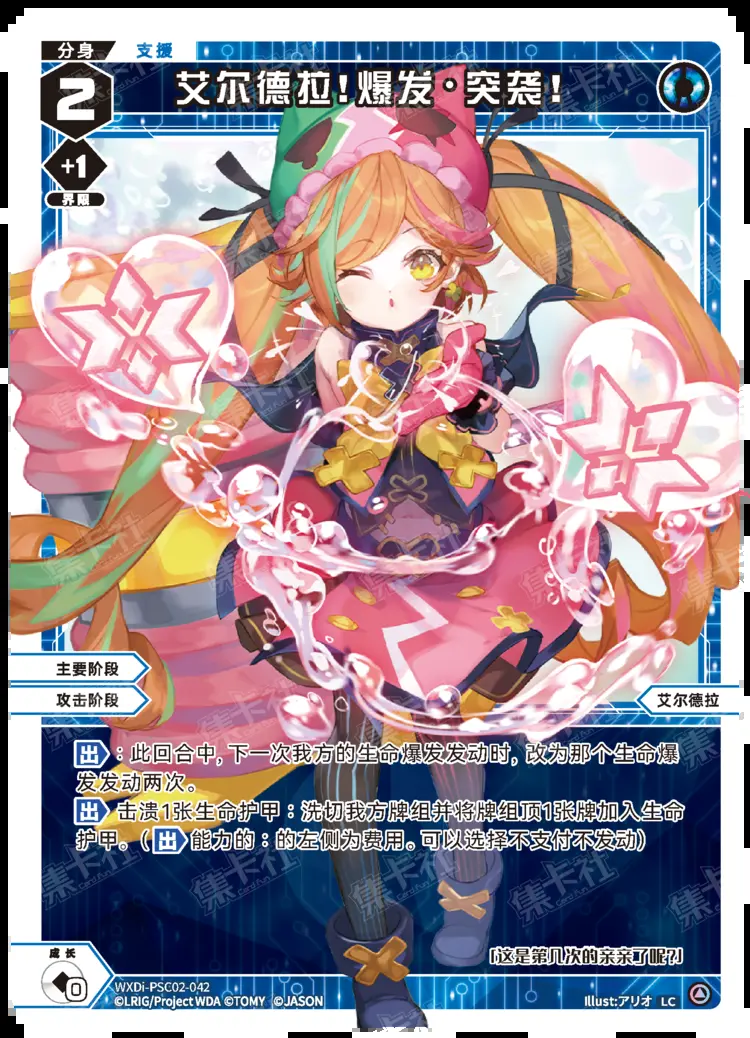 分身 支援
2
艾尔德拉!爆发·突袭!
+1
界限
主要阶段
攻击阶段
艾尔德拉
出:此回合中,下一次我方的生命爆发发动时,改为那个生命爆
发发动两次。
出 击溃1张生命护甲:洗切我方牌组并将牌组顶1张牌加入生命
护甲。(出能力的:的左侧为费用。可以选择不支付不发动)
!这是第几次的亲亲了呢?!
成长
0
WXDi-PSC02-042
©LRIG/Project WDA ©TOMY ©JASON
Illust:アリオ LC
集卡社